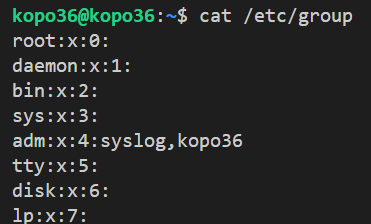 kopo36@kopo36:~$ cat /etc/group
root:x:0:
daemon:x:1:
bin:x:2:
sys:x:3:
adm:x:4:syslog,kopo36
tty:x:5:
disk:x:6:
lp:x:7: